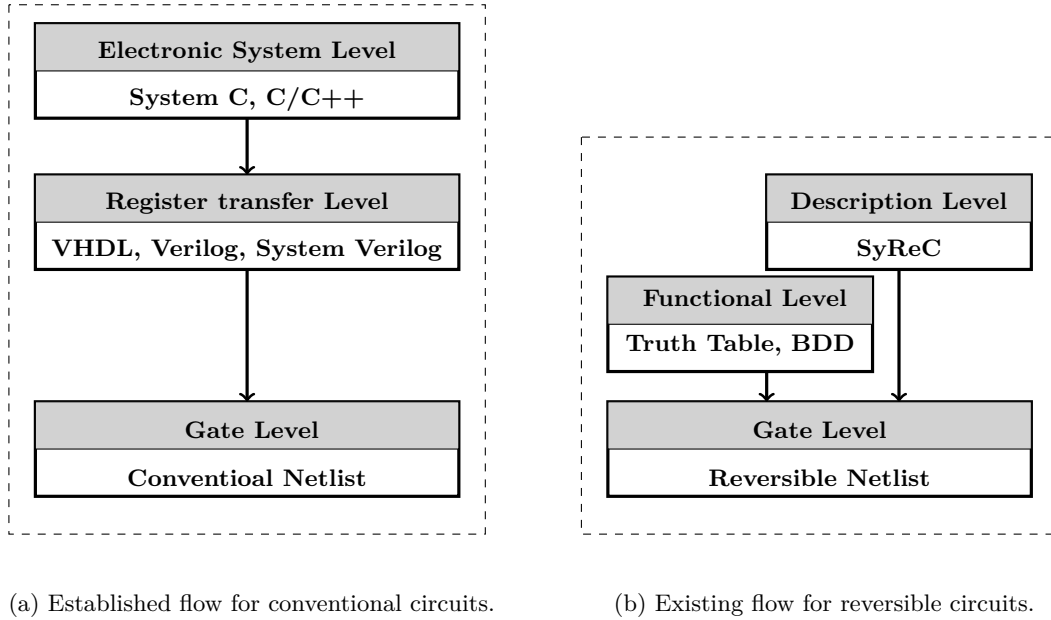 Electronic System Level
System C, C/C++
Register transfer Level
VHDL, Verilog, System Verilog
Gate Level
Conventioal Netlist
(a) Established flow for conventional circuits.
Description Level
SyReC
Functional Level
Truth Table, BDD
Gate Level
Reversible Netlist
(b) Existing flow for reversible circuits.